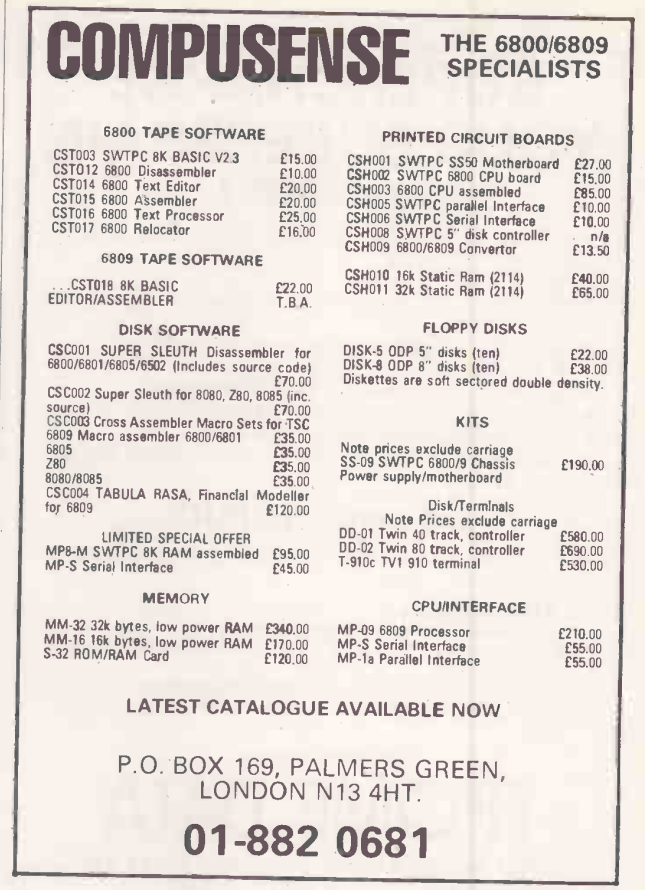 COMPUSENSE
THE 6800/6809
SPECIALISTS
6800 TAPE SOFTWARE
CST003 SWTPC 8K BASIC V2.3 £15.00
CST012 6800 Disassembler £10.00
CST014 6800 Text Editor £20.00
CST015 6800 Assembler £20.00
CST016 6800 Text Processor £25.00
CST017 6800 Relocator £16.00
6809 TAPE SOFTWARE
...CST018 8K BASIC £22.00
EDITOR/ASSEMBLER T.B.A.
DISK SOFTWARE
CSC001 SUPER SLEUTH Disassembler for
6800/6801/6805/6502 (Includes source code)
£70.00
CSC002 Super Sleuth for 8080, Z80, 8085 (inc.
source) £70.00
CSC003 Cross Assembler Macro Sets for TSC
6809 Macro assembler 6800/6801 £35.00
6805 £35.00
Z80 £35.00
8080/8085 £35.00
CSC004 TABULA RASA, Financial Modeller
for 6809 £120.00
LIMITED SPECIAL OFFER
MP8-M SWTPC 8K RAM assembled £95.00
MP-S Serial Interface £45.00
MEMORY
MM-32 32k bytes, low power RAM £340.00
MM-16 16k bytes, low power RAM £170.00
S-32 ROM/RAM Card £120.00
PRINTED CIRCUIT BOARDS
CSH001 SWTPC SS50 Motherboard £27.00
CSH002 SWTPC 6800 CPU board £15.00
CSH003 6800 CPU assembled £85.00
CSH005 SWTPC parallel Interface £10.00
CSH006 SWTPC Serial Interface £10.00
CSH008 SWTPC 5" disk controller n/a
CSH009 6800/6809 Convertor £13.50
CSH010 16k Static Ram (2114) £40.00
CSH011 32k Static Ram (2114) £65.00
FLOPPY DISKS
DISK-5 ODP 5" disks (ten) £22.00
DISK-8 ODP 8" disks (ten) £38.00
Diskettes are soft sectored double density.
KITS
Note prices exclude carriage
SS-09 SWTPC 6800/9 Chassis £190.00
Power supply/motherboard
Disk/Terminals
Note Prices exclude carriage
DD-01 Twin 40 track, controller £580.00
DD-02 Twin 80 track, controller £690.00
T-910c TV1 910 terminal £530.00
CPU/INTERFACE
MP-09 6809 Processor £210.00
MP-S Serial Interface £55.00
MP-1a Parallel Interface £55.00
LATEST CATALOGUE AVAILABLE NOW
P.O. BOX 169, PALMERS GREEN,
LONDON N13 4HT.
01-882 0681